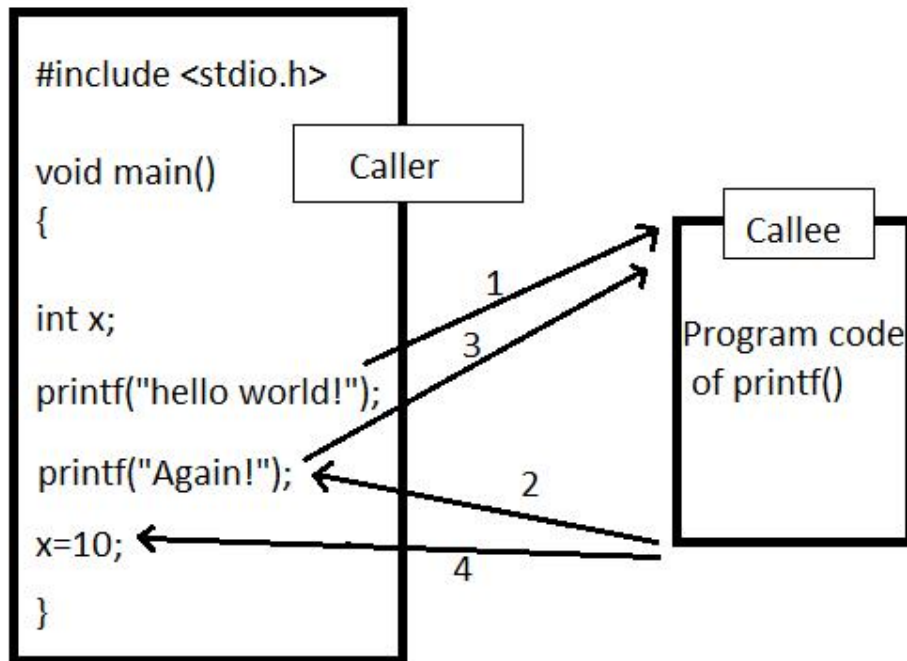 #include <stdio.h>
void main()
{
int x;
printf("hello world!");
printf("Again!");
x=10;
}
Caller
1
3
2
4
Callee
Program code
of printf()